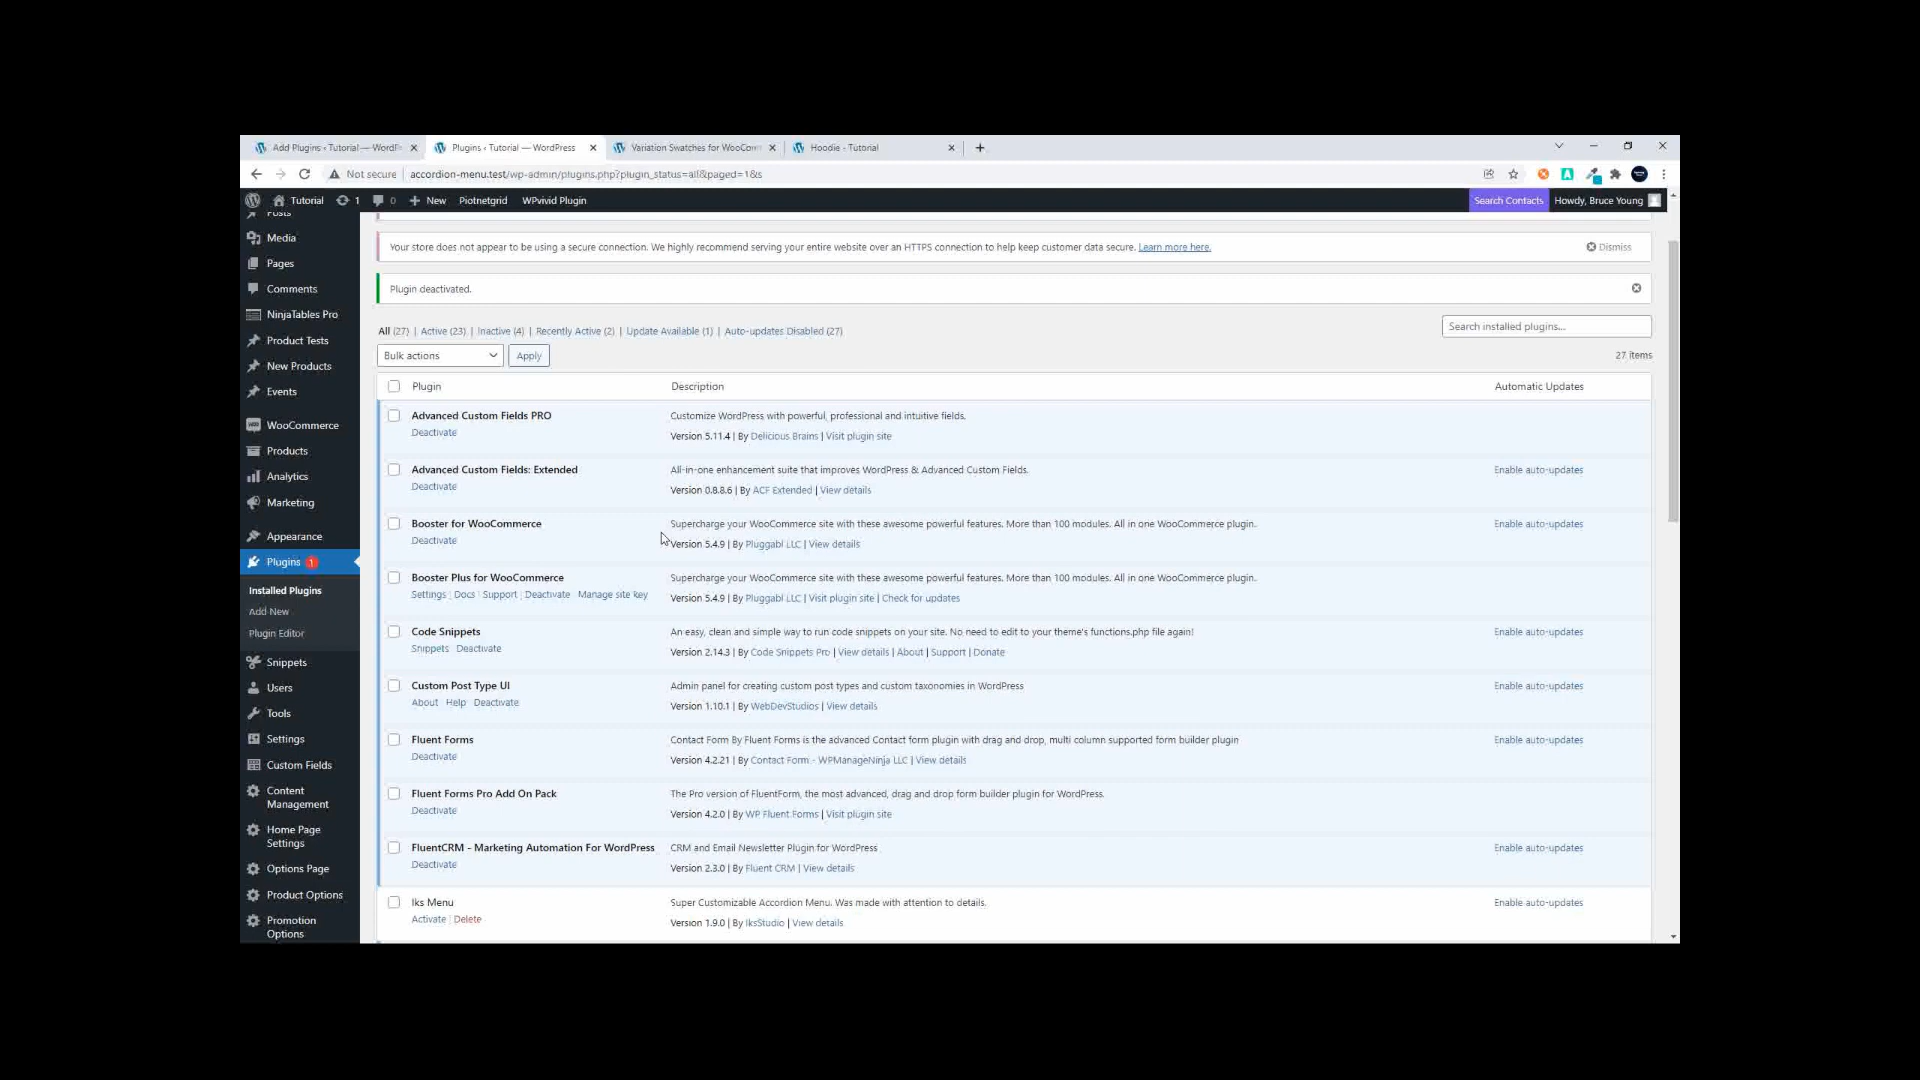 Add Plugins ‹ Tutorial — WordPr
Plugins ‹ Tutorial — WordPress
Variation Swatches for WooCom
Hoodie - Tutorial
Not secure
accordion-menu.test/wp-admin/plugins.php?plugin_status=all&paged=1&s
Tutorial
1
0
New
Piotnetgrid
WPvivid Plugin
Search Contacts
Howdy, Bruce Young
Posts
Media
Pages
Comments
NinjaTables Pro
Product Tests
New Products
Events
WooCommerce
Products
Analytics
Marketing
Appearance
Plugins 1
Installed Plugins
Add New
Plugin Editor
Snippets
Users
Tools
Settings
Custom Fields
Content
Management
Home Page
Settings
Options Page
Product Options
Promotion
Options
Your store does not appear to be using a secure connection. We highly recommend serving your entire website over an HTTPS connection to help keep customer data secure. Learn more here.
Dismiss
Plugin deactivated.
All (27) | Active (23) | Inactive (4) | Recently Active (2) | Update Available (1) | Auto-updates Disabled (27)
Search installed plugins...
Bulk actions
Apply
27 items
Plugin
Description
Automatic Updates
Advanced Custom Fields PRO
Deactivate
Customize WordPress with powerful, professional and intuitive fields.
Version 5.11.4 | By Delicious Brains | Visit plugin site
Advanced Custom Fields: Extended
Deactivate
All-in-one enhancement suite that improves WordPress & Advanced Custom Fields.
Version 0.8.8.6 | By ACF Extended | View details
Enable auto-updates
Booster for WooCommerce
Deactivate
Supercharge your WooCommerce site with these awesome powerful features. More than 100 modules. All in one WooCommerce plugin.
Version 5.4.9 | By Pluggabl LLC | View details
Enable auto-updates
Booster Plus for WooCommerce
Settings | Docs | Support | Deactivate | Manage site key
Supercharge your WooCommerce site with these awesome powerful features. More than 100 modules. All in one WooCommerce plugin.
Version 5.4.9 | By Pluggabl LLC | Visit plugin site | Check for updates
Code Snippets
Snippets | Deactivate
An easy, clean and simple way to run code snippets on your site. No need to edit to your theme's functions.php file again!
Version 2.14.3 | By Code Snippets Pro | View details | About | Support | Donate
Enable auto-updates
Custom Post Type UI
About | Help | Deactivate
Admin panel for creating custom post types and custom taxonomies in WordPress
Version 1.10.1 | By WebDevStudios | View details
Enable auto-updates
Fluent Forms
Deactivate
Contact Form By Fluent Forms is the advanced Contact form plugin with drag and drop, multi column supported form builder plugin
Version 4.2.21 | By Contact Form - WPManageNinja LLC | View details
Enable auto-updates
Fluent Forms Pro Add On Pack
Deactivate
The Pro version of FluentForm, the most advanced, drag and drop form builder plugin for WordPress.
Version 4.2.0 | By WP Fluent Forms | Visit plugin site
FluentCRM - Marketing Automation For WordPress
Deactivate
CRM and Email Newsletter Plugin for WordPress
Version 2.3.0 | By Fluent CRM | View details
Enable auto-updates
Iks Menu
Activate | Delete
Super Customizable Accordion Menu. Was made with attention to details.
Version 1.9.0 | By IksStudio | View details
Enable auto-updates